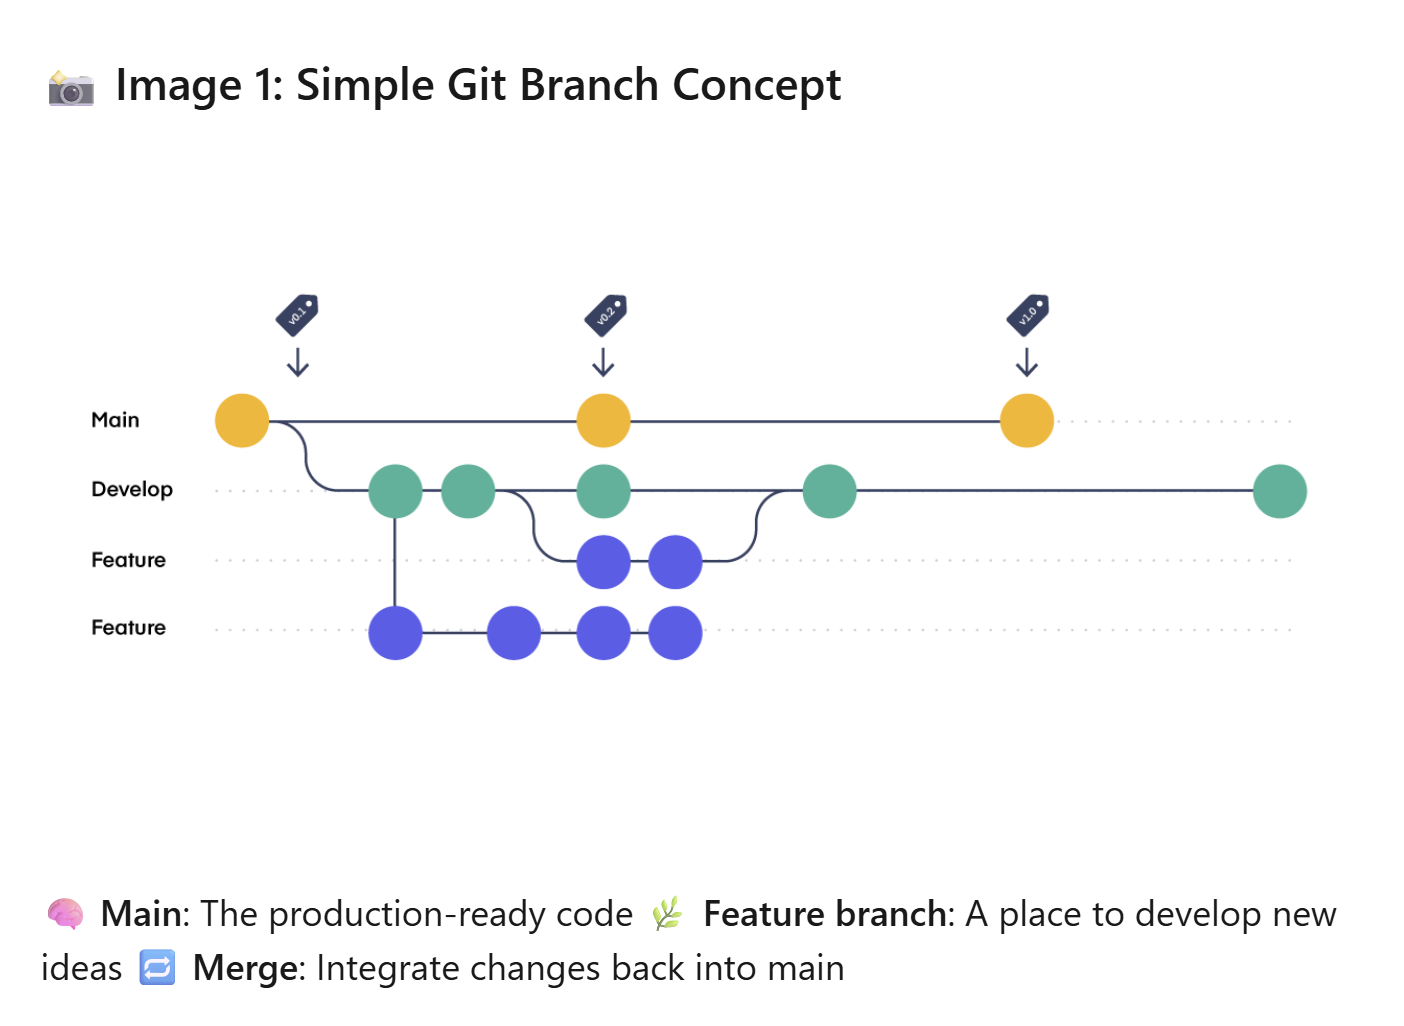 📸 Image 1: Simple Git Branch Concept
v0.1
v0.2
v1.0
Main
Develop
Feature
Feature
🧠 Main: The production-ready code 🌿 Feature branch: A place to develop new
ideas 🔁 Merge: Integrate changes back into main